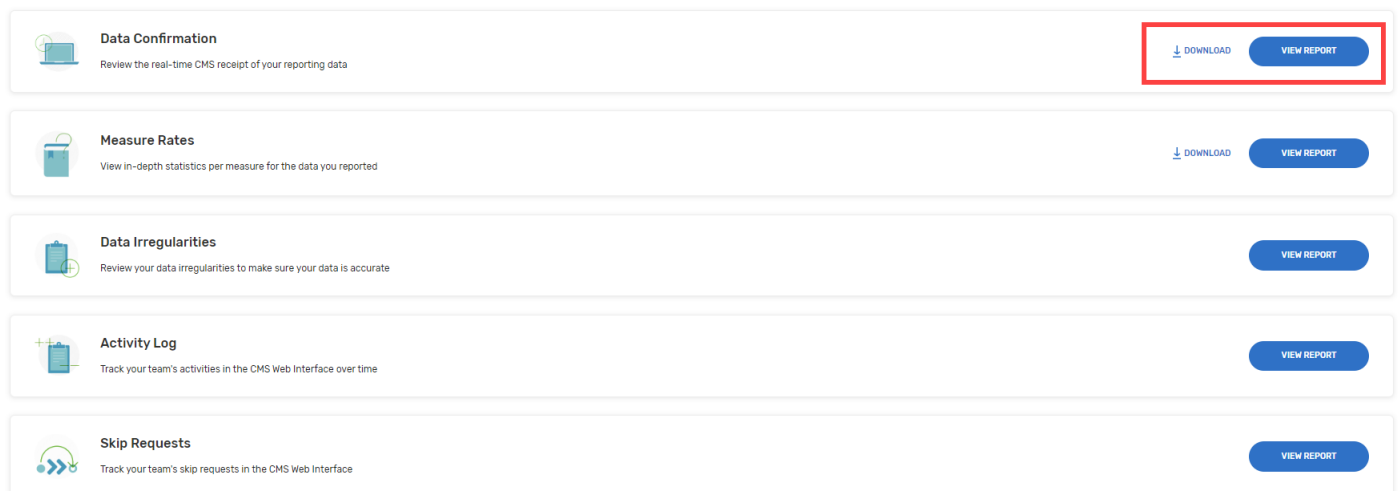 Data Confirmation
Review the real-time CMS receipt of your reporting data
DOWNLOAD
VIEW REPORT
Measure Rates
View in-depth statistics per measure for the data you reported
DOWNLOAD
VIEW REPORT
Data Irregularities
Review your data irregularities to make sure your data is accurate
VIEW REPORT
Activity Log
Track your team's activities in the CMS Web Interface over time
VIEW REPORT
Skip Requests
Track your team's skip requests in the CMS Web Interface
VIEW REPORT